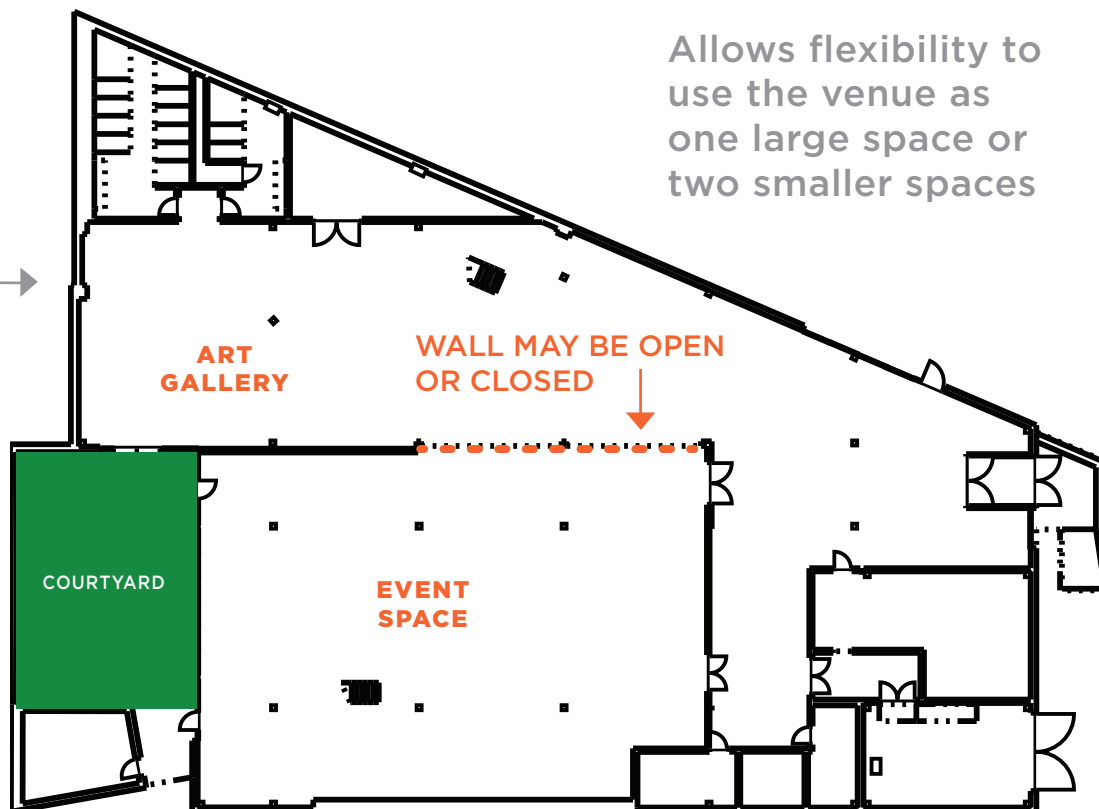 Allows flexibility to
use the venue as
one large space or
two smaller spaces
WALL MAY BE OPEN
OR CLOSED
ART
GALLERY
COURTYARD
EVENT
SPACE